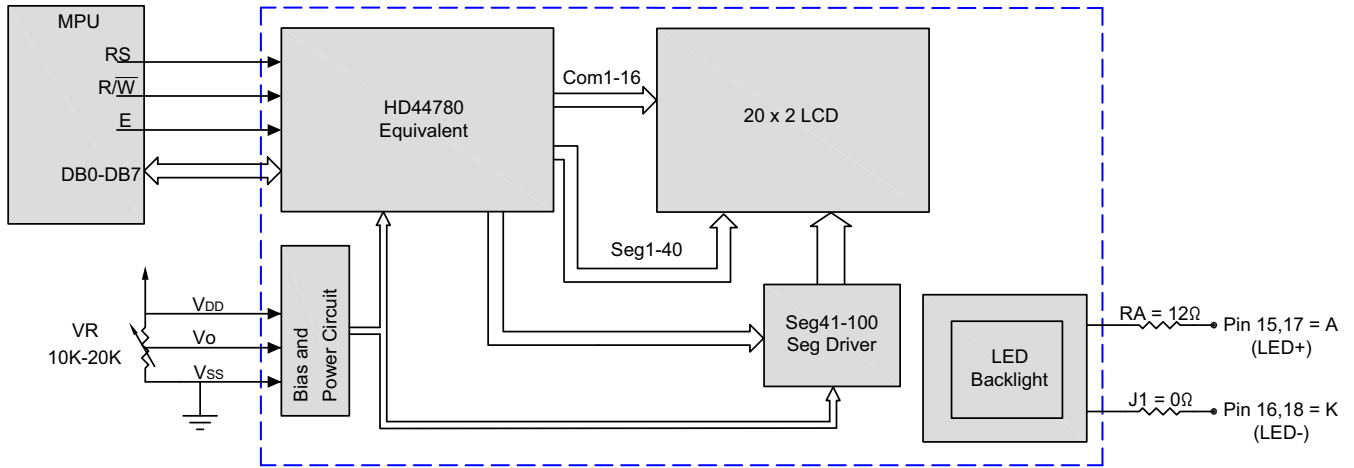 MPU
RS
R/W̅
E
DB0-DB7
HD44780
Equivalent
Com1-16
20 x 2 LCD
Seg1-40
VDD
Vo
VSS
VR
10K-20K
Bias and
Power Circuit
Seg41-100
Seg Driver
LED
Backlight
RA = 12Ω
Pin 15,17 = A
(LED+)
J1 = 0Ω
Pin 16,18 = K
(LED-)